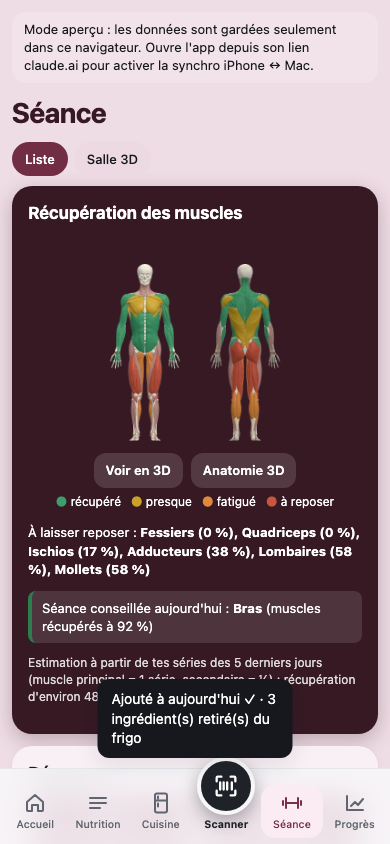 Mode aperçu : les données sont gardées seulement
dans ce navigateur. Ouvre l'app depuis son lien
claude.ai pour activer la synchro iPhone ↔ Mac.
Séance
Liste
Salle 3D
Récupération des muscles
Voir en 3D
Anatomie 3D
récupéré
presque
fatigué
à reposer
À laisser reposer : Fessiers (0 %), Quadriceps (0 %),
Ischios (17 %), Adducteurs (38 %), Lombaires (58
%), Mollets (58 %)
Séance conseillée aujourd'hui : Bras (muscles
récupérés à 92 %)
Estimation à partir de tes séries des 5 derniers jours
(muscle principal = 1 série, secondaire = ½) · récupération
d'environ 48
Ajouté à aujourd'hui ✓ · 3
ingrédient(s) retiré(s) du
frigo
Accueil
Nutrition
Cuisine
Scanner
Séance
Progrès